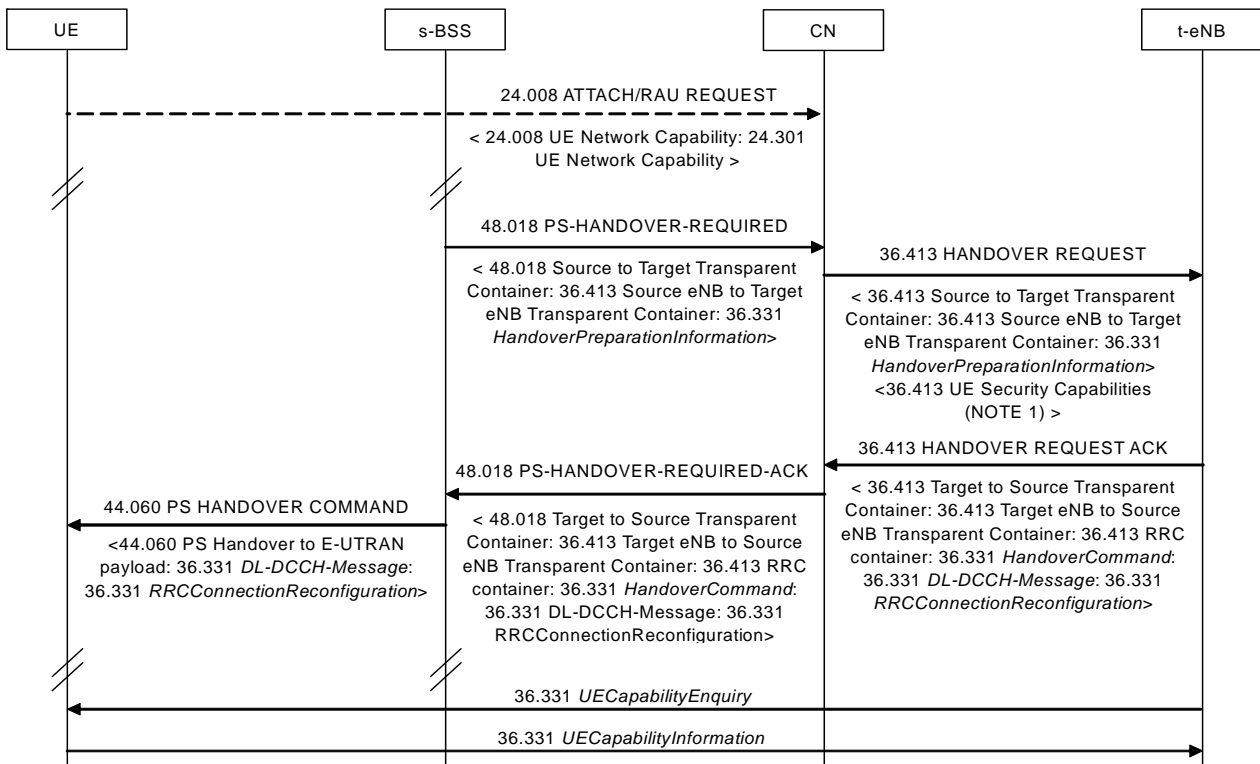 UE
s-BSS
CN
t-eNB
24.008 ATTACH/RAU REQUEST
< 24.008 UE Network Capability: 24.301
UE Network Capability >
48.018 PS-HANDOVER-REQUIRED
< 48.018 Source to Target Transparent
Container: 36.413 Source eNB to Target
eNB Transparent Container: 36.331
HandoverPreparationInformation>
36.413 HANDOVER REQUEST
< 36.413 Source to Target Transparent
Container: 36.413 Source eNB to Target
eNB Transparent Container: 36.331
HandoverPreparationInformation>
<36.413 UE Security Capabilities
(NOTE 1) >
36.413 HANDOVER REQUEST ACK
< 36.413 Target to Source Transparent
Container: 36.413 Target eNB to Source
eNB Transparent Container: 36.413 RRC
container: 36.331 HandoverCommand:
36.331 DL-DCCH-Message: 36.331
RRCConnectionReconfiguration>
48.018 PS-HANDOVER-REQUIRED-ACK
< 48.018 Target to Source Transparent
Container: 36.413 Target eNB to Source
eNB Transparent Container: 36.413 RRC
container: 36.331 HandoverCommand:
36.331 DL-DCCH-Message: 36.331
RRCConnectionReconfiguration>
44.060 PS HANDOVER COMMAND
<44.060 PS Handover to E-UTRAN
payload: 36.331 DL-DCCH-Message:
36.331 RRCConnectionReconfiguration>
36.331 UECapabilityEnquiry
36.331 UECapabilityInformation